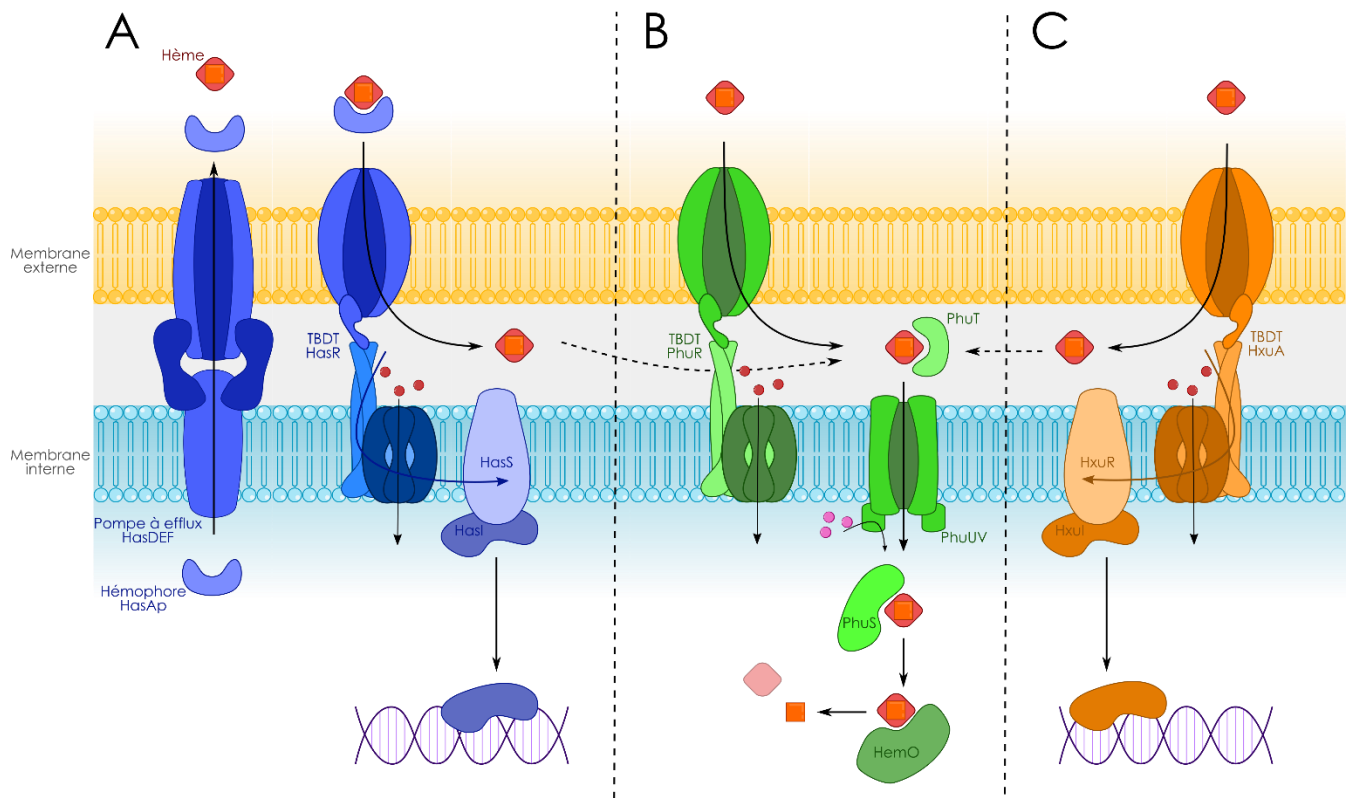 A
B
C
Hème
Membrane
externe
TBDT
HasR
TBDT
PhuR
PhuT
TBDT
HxuA
Membrane
interne
HasS
HxuR
Pompe à efflux
HasDEF
HasI
PhuUV
HxuI
Hémophore
HasAp
PhuS
HemO